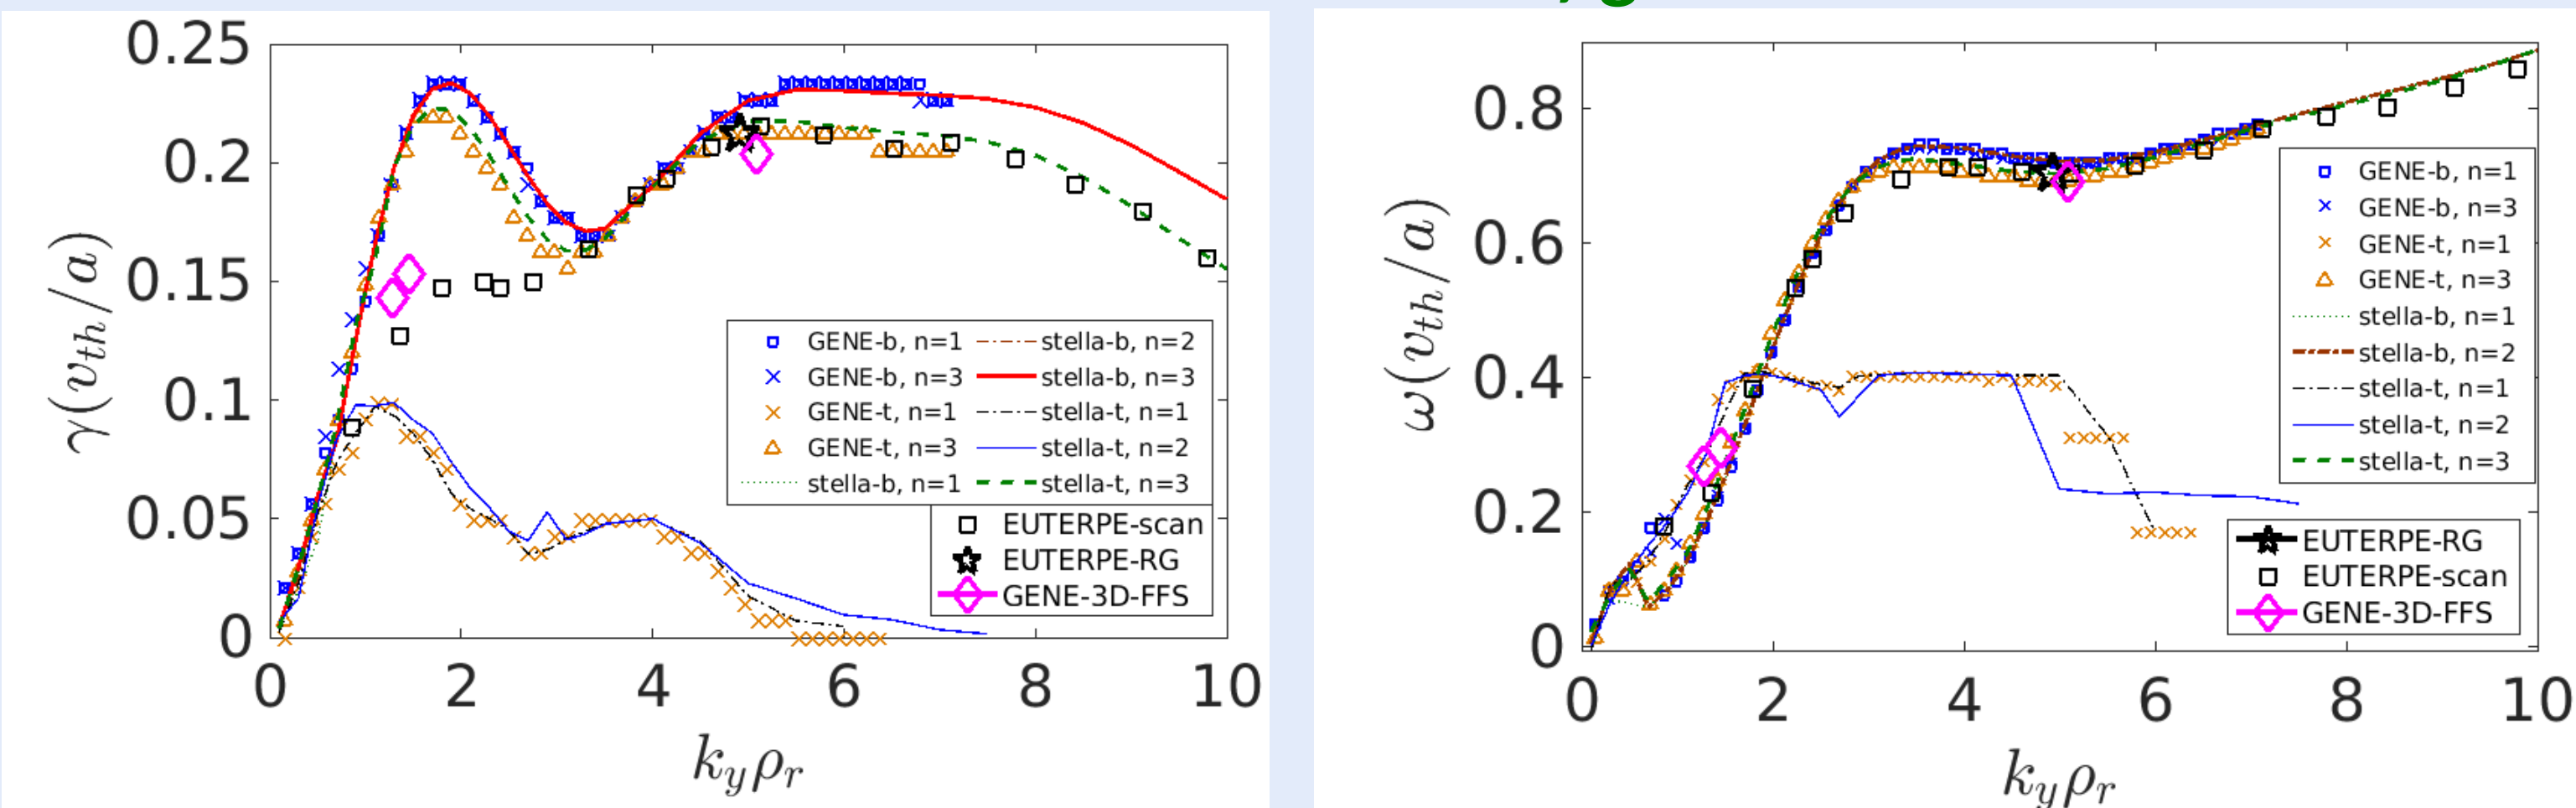 0.25
0.2
0.15
0.1
0.05
0
0 2 4 6 8 10
γ(v_th/a)
k_yρ_r
GENE-b, n=1 stella-b, n=2
GENE-b, n=3 stella-b, n=3
GENE-t, n=1 stella-t, n=1
GENE-t, n=3 stella-t, n=2
stella-b, n=1 stella-t, n=3
EUTERPE-scan
EUTERPE-RG
GENE-3D-FFS
0.8
0.6
0.4
0.2
0
0 2 4 6 8 10
ω(v_th/a)
k_yρ_r
GENE-b, n=1
GENE-b, n=3
GENE-t, n=1
GENE-t, n=3
stella-b, n=1
stella-b, n=2
stella-t, n=1
stella-t, n=2
stella-t, n=3
EUTERPE-RG
EUTERPE-scan
GENE-3D-FFS